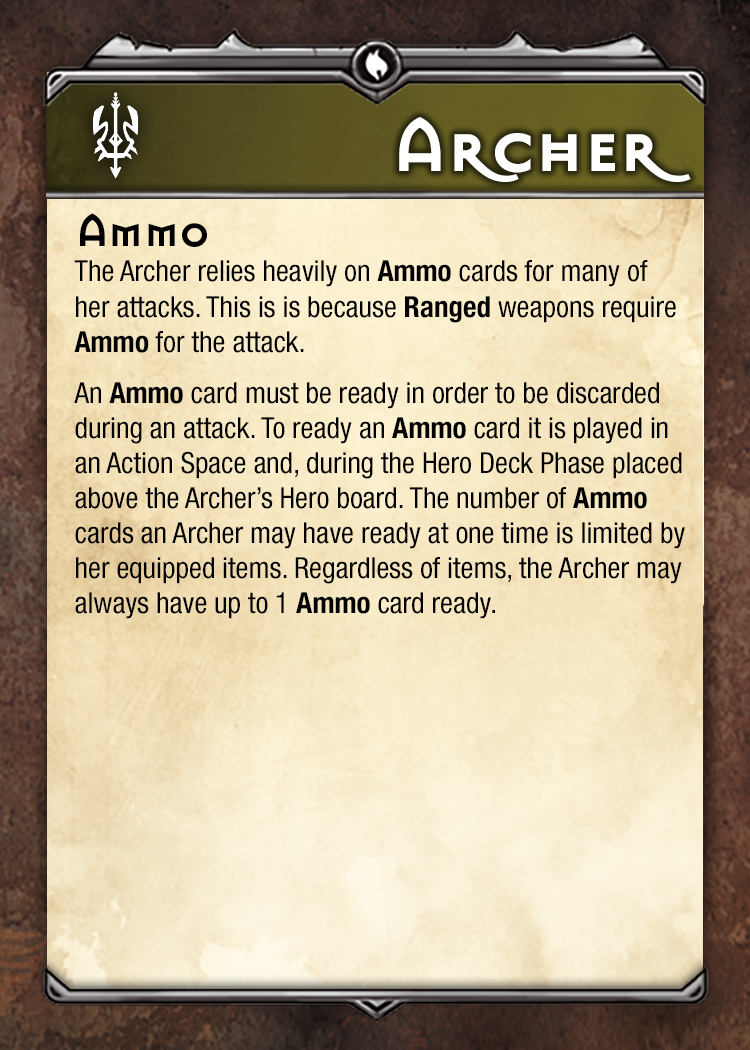 Archer
Ammo
The Archer relies heavily on Ammo cards for many of
her attacks. This is is because Ranged weapons require
Ammo for the attack.
An Ammo card must be ready in order to be discarded
during an attack. To ready an Ammo card it is played in
an Action Space and, during the Hero Deck Phase placed
above the Archer’s Hero board. The number of Ammo
cards an Archer may have ready at one time is limited by
her equipped items. Regardless of items, the Archer may
always have up to 1 Ammo card ready.